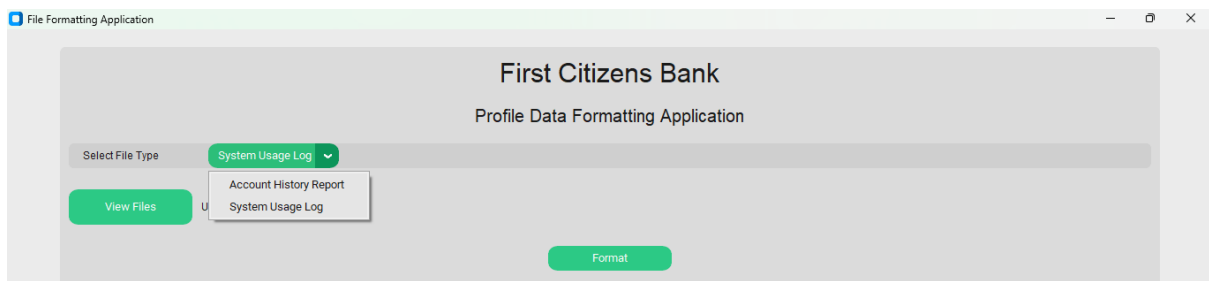 File Formatting Application
First Citizens Bank
Profile Data Formatting Application
Select File Type
System Usage Log
Account History Report
System Usage Log
View Files
Format